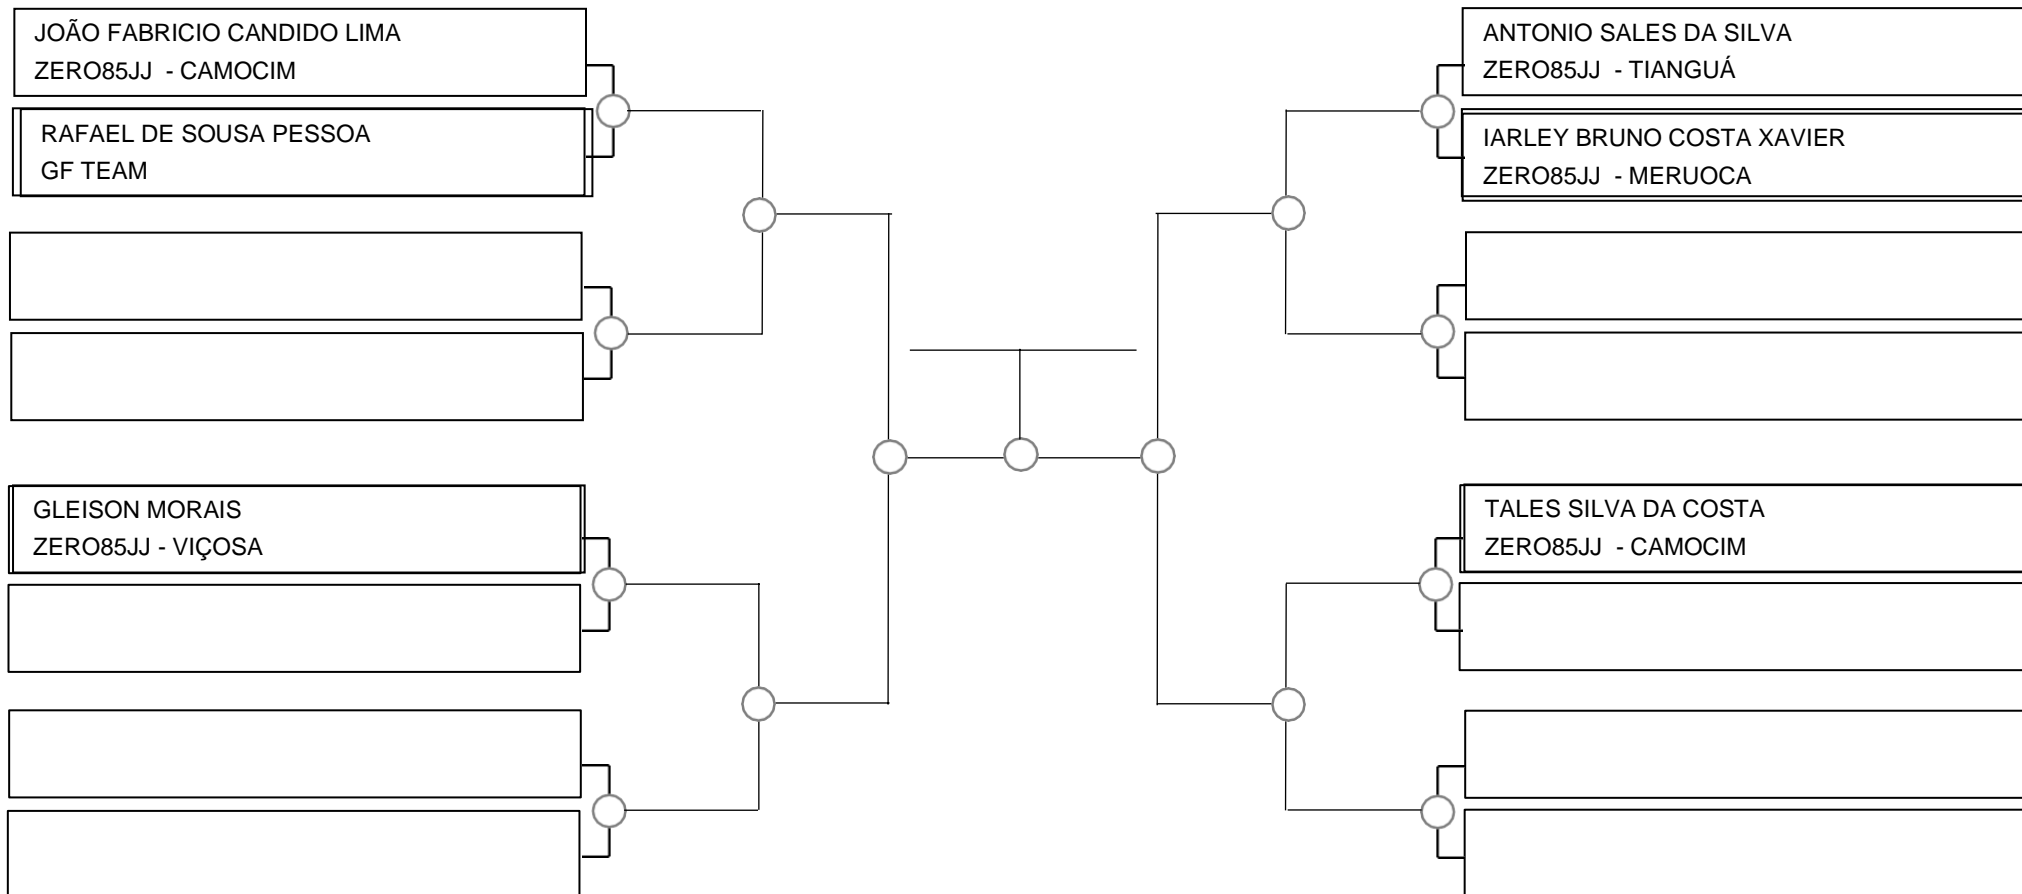 JOÃO FABRICIO CANDIDO LIMA
ZERO85JJ - CAMOCIM
RAFAEL DE SOUSA PESSOA
GF TEAM
GLEISON MORAIS
ZERO85JJ - VIÇOSA
ANTONIO SALES DA SILVA
ZERO85JJ - TIANGUÁ
IARLEY BRUNO COSTA XAVIER
ZERO85JJ - MERUOCA
TALES SILVA DA COSTA
ZERO85JJ - CAMOCIM